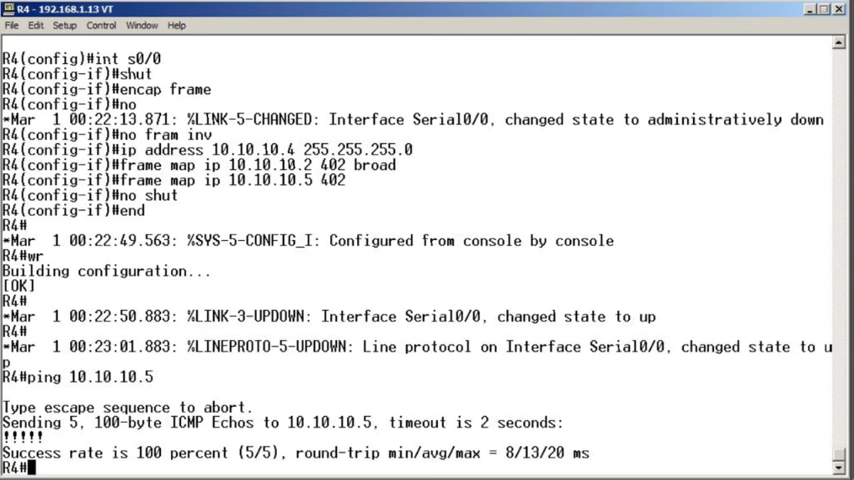 R4 - 192.168.1.13 VT
File Edit Setup Control Window Help
R4(config)#int s0/0
R4(config-if)#shut
R4(config-if)#encap frame
R4(config-if)#no
*Mar  1 00:22:13.871: %LINK-5-CHANGED: Interface Serial0/0, changed state to administratively down
R4(config-if)#no fram inv
R4(config-if)#ip address 10.10.10.4 255.255.255.0
R4(config-if)#frame map ip 10.10.10.2 402 broad
R4(config-if)#frame map ip 10.10.10.5 402
R4(config-if)#no shut
R4(config-if)#end
R4#
*Mar  1 00:22:49.563: %SYS-5-CONFIG_I: Configured from console by console
R4#wr
Building configuration...
[OK]
R4#
*Mar  1 00:22:50.883: %LINK-3-UPDOWN: Interface Serial0/0, changed state to up
R4#
*Mar  1 00:23:01.883: %LINEPROTO-5-UPDOWN: Line protocol on Interface Serial0/0, changed state to u
p
R4#ping 10.10.10.5
Type escape sequence to abort.
Sending 5, 100-byte ICMP Echos to 10.10.10.5, timeout is 2 seconds:
!!!!!
Success rate is 100 percent (5/5), round-trip min/avg/max = 8/13/20 ms
R4#